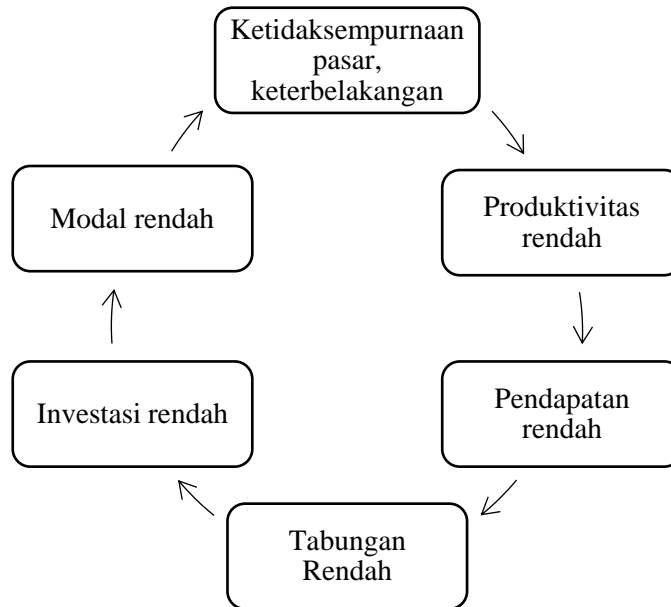 Ketidaksempurnaan
pasar,
keterbelakangan
Produktivitas
rendah
Pendapatan
rendah
Tabungan
Rendah
Investasi rendah
Modal rendah